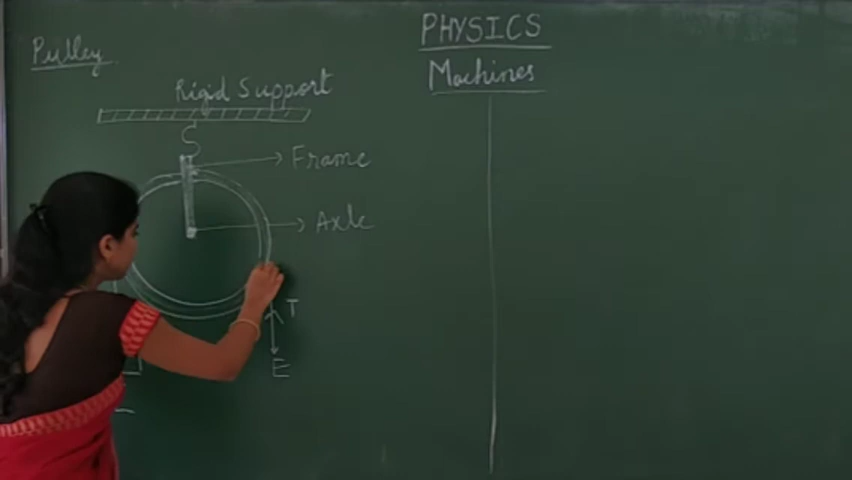 PHYSICS
Machines
Pulley
Rigid Support
Frame
Axle
T
E